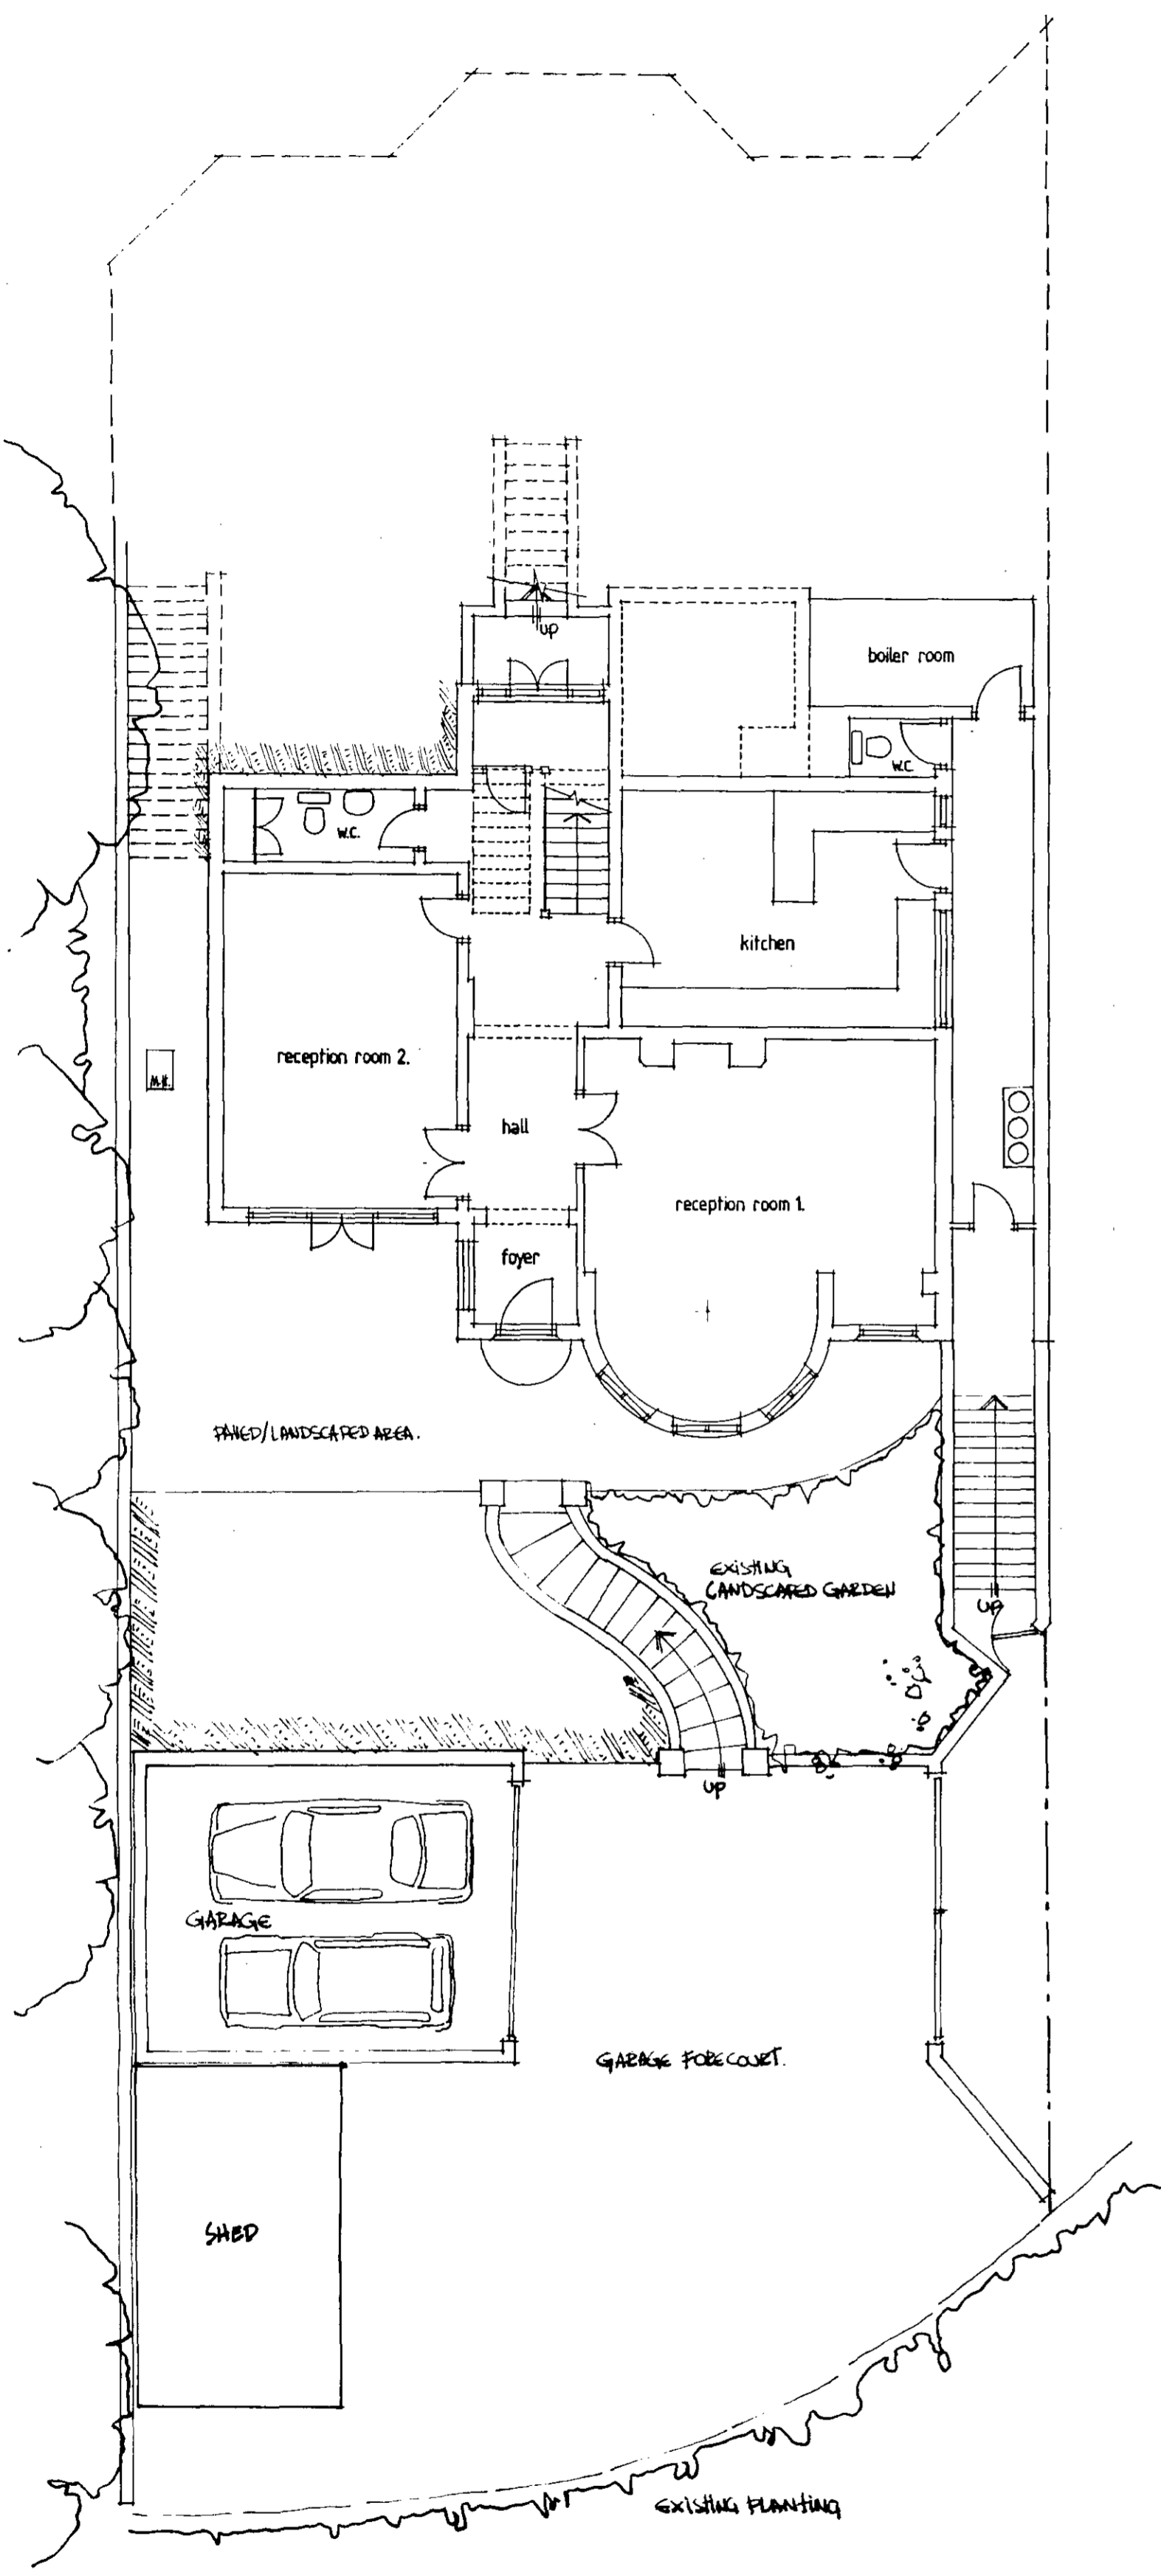 up
boiler room
W.C.
W.C.
kitchen
reception room 2.
M.H.
hall
reception room 1.
foyer
PAVED/LANDSCAPED AREA.
EXISTING
LANDSCAPED GARDEN
UP
UP
GARAGE
GARAGE FORECOURT.
SHED
EXISTING PLANTING